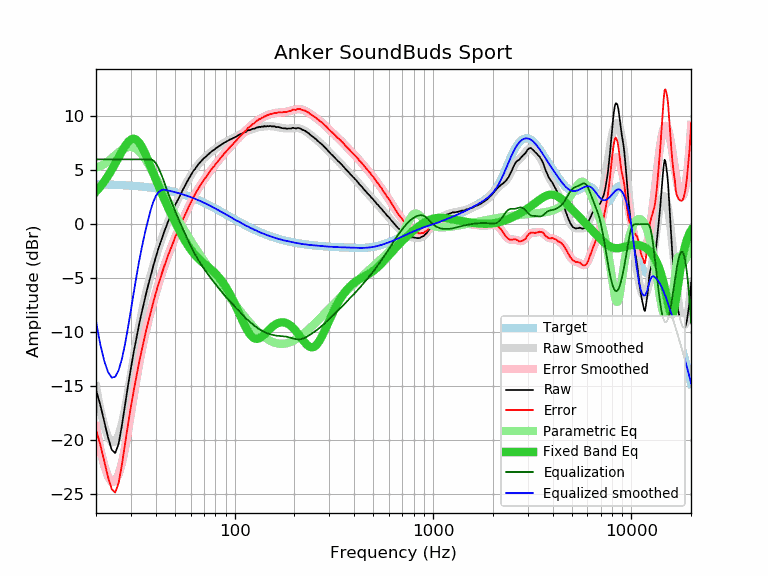 Anker SoundBuds Sport
10
5
0
−5
−10
−15
−20
−25
Amplitude (dBr)
100
1000
10000
Frequency (Hz)
Target
Raw Smoothed
Error Smoothed
Raw
Error
Parametric Eq
Fixed Band Eq
Equalization
Equalized smoothed